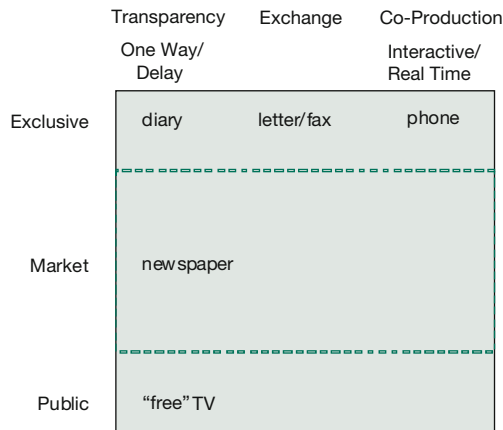 Transparency Exchange Co-Production
One Way/ Interactive/
Delay Real Time
Exclusive diary letter/fax phone
Market newspaper
Public “free” TV